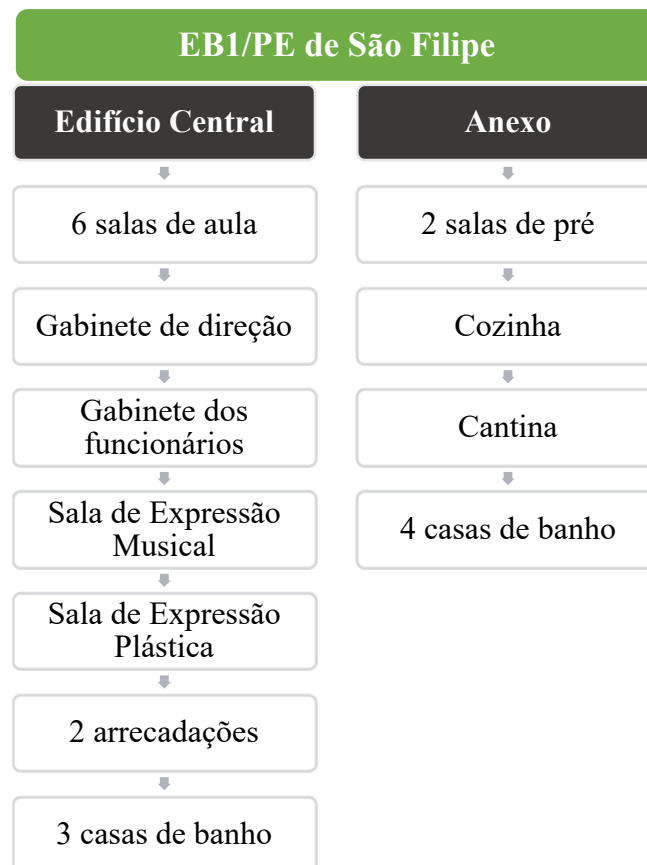 EB1/PE de São Filipe
Edifício Central
6 salas de aula
Gabinete de direção
Gabinete dos
funcionários
Sala de Expressão
Musical
Sala de Expressão
Plástica
2 arrecadações
3 casas de banho
Anexo
2 salas de pré
Cozinha
Cantina
4 casas de banho